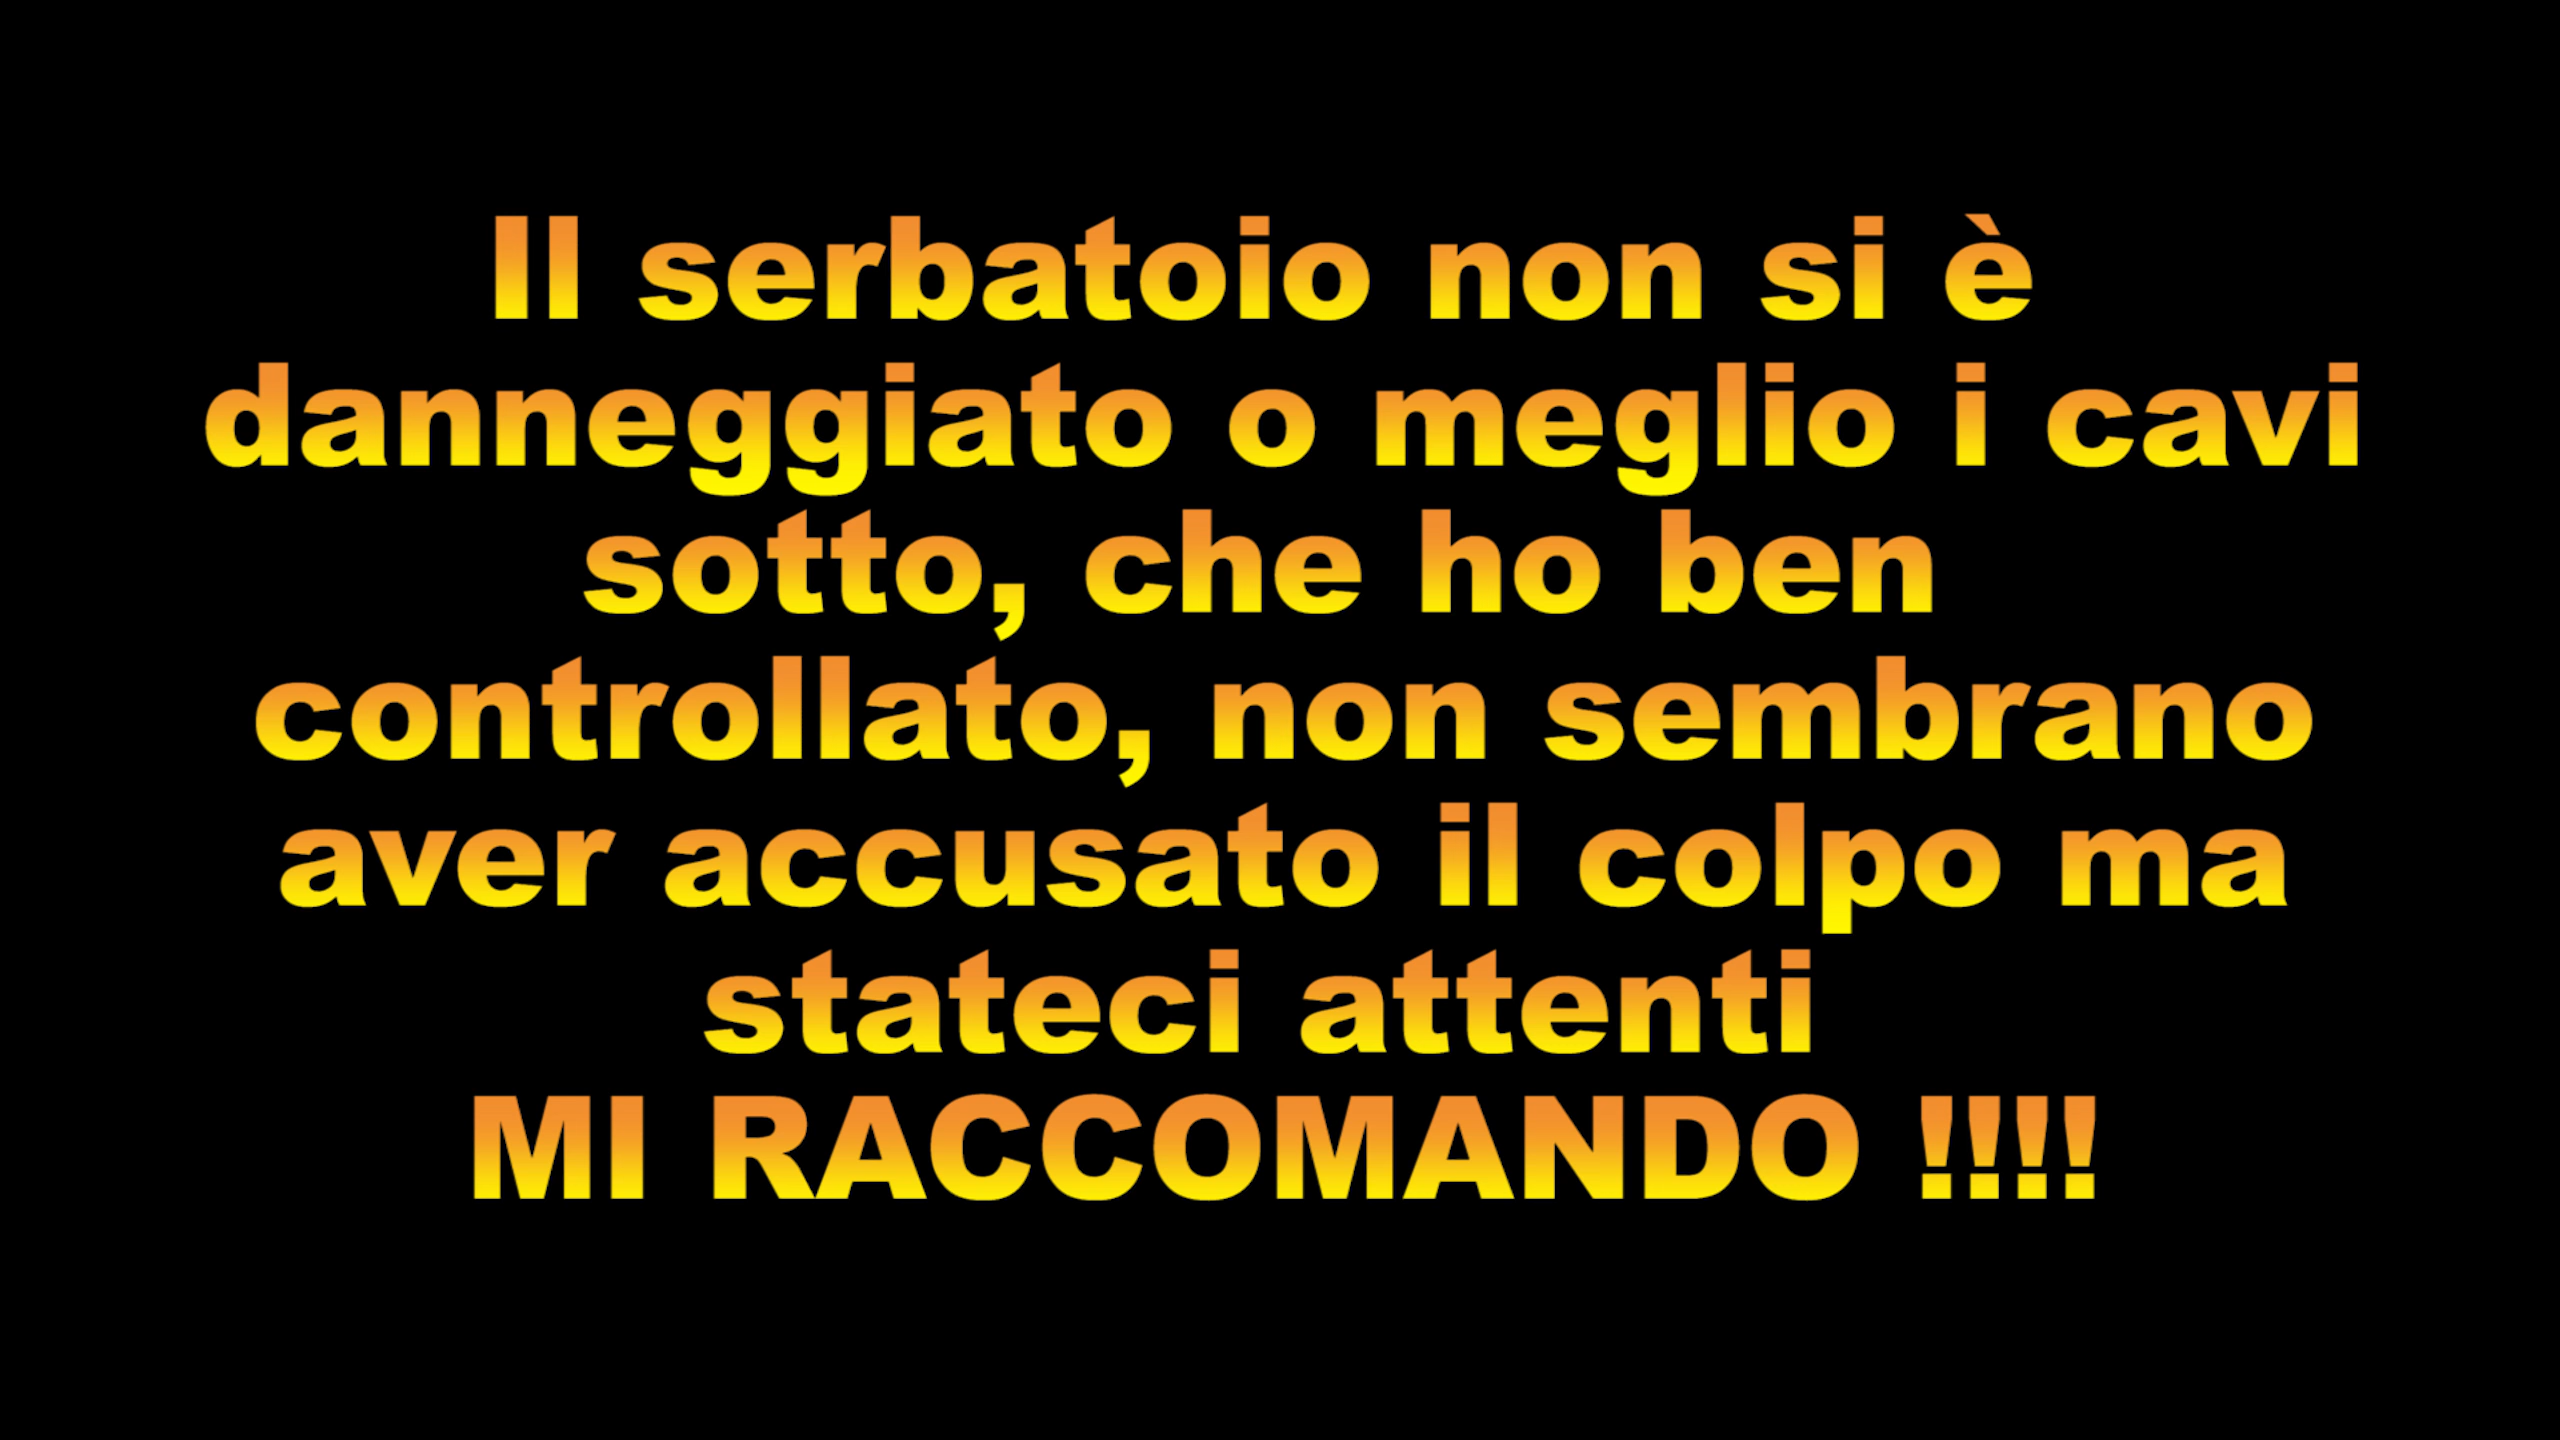 Il serbatoio non si è
danneggiato o meglio i cavi
sotto, che ho ben
controllato, non sembrano
aver accusato il colpo ma
stateci attenti
MI RACCOMANDO !!!!